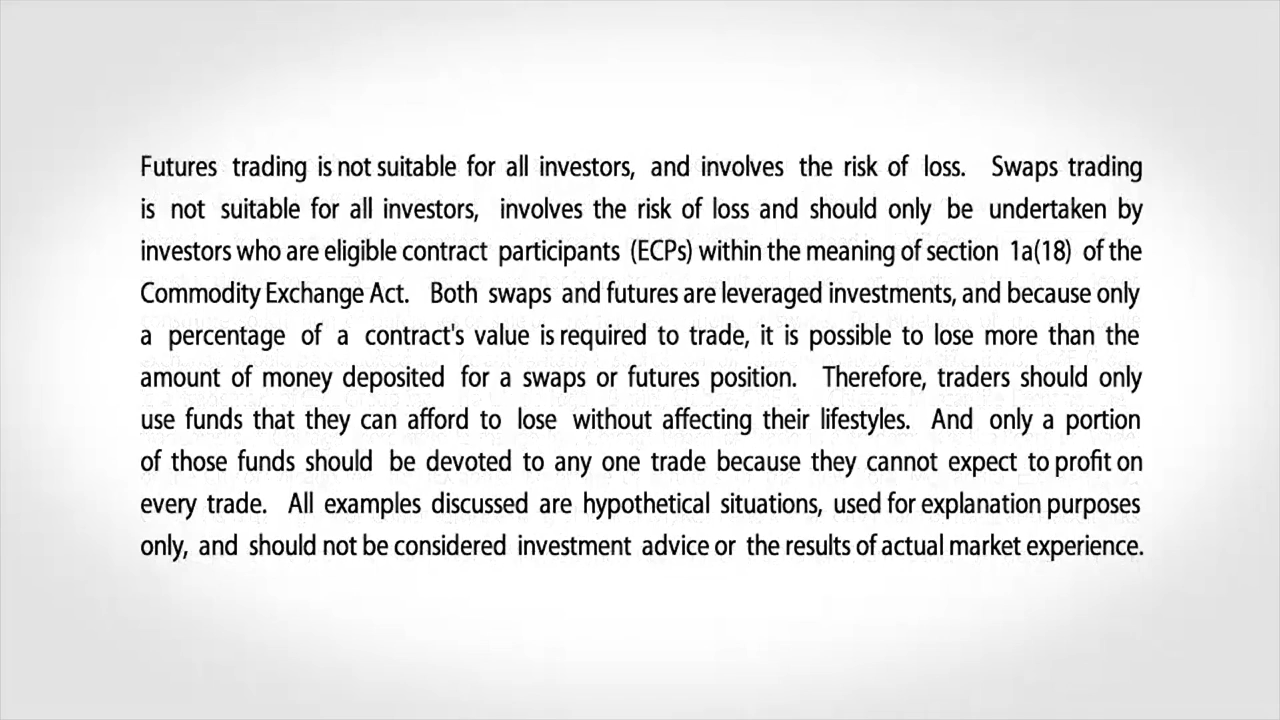 Futures trading is not suitable for all investors, and involves the risk of loss. Swaps trading
is not suitable for all investors, involves the risk of loss and should only be undertaken by
investors who are eligible contract participants (ECPs) within the meaning of section 1a(18) of the
Commodity Exchange Act. Both swaps and futures are leveraged investments, and because only
a percentage of a contract's value is required to trade, it is possible to lose more than the
amount of money deposited for a swaps or futures position. Therefore, traders should only
use funds that they can afford to lose without affecting their lifestyles. And only a portion
of those funds should be devoted to any one trade because they cannot expect to profit on
every trade. All examples discussed are hypothetical situations, used for explanation purposes
only, and should not be considered investment advice or the results of actual market experience.